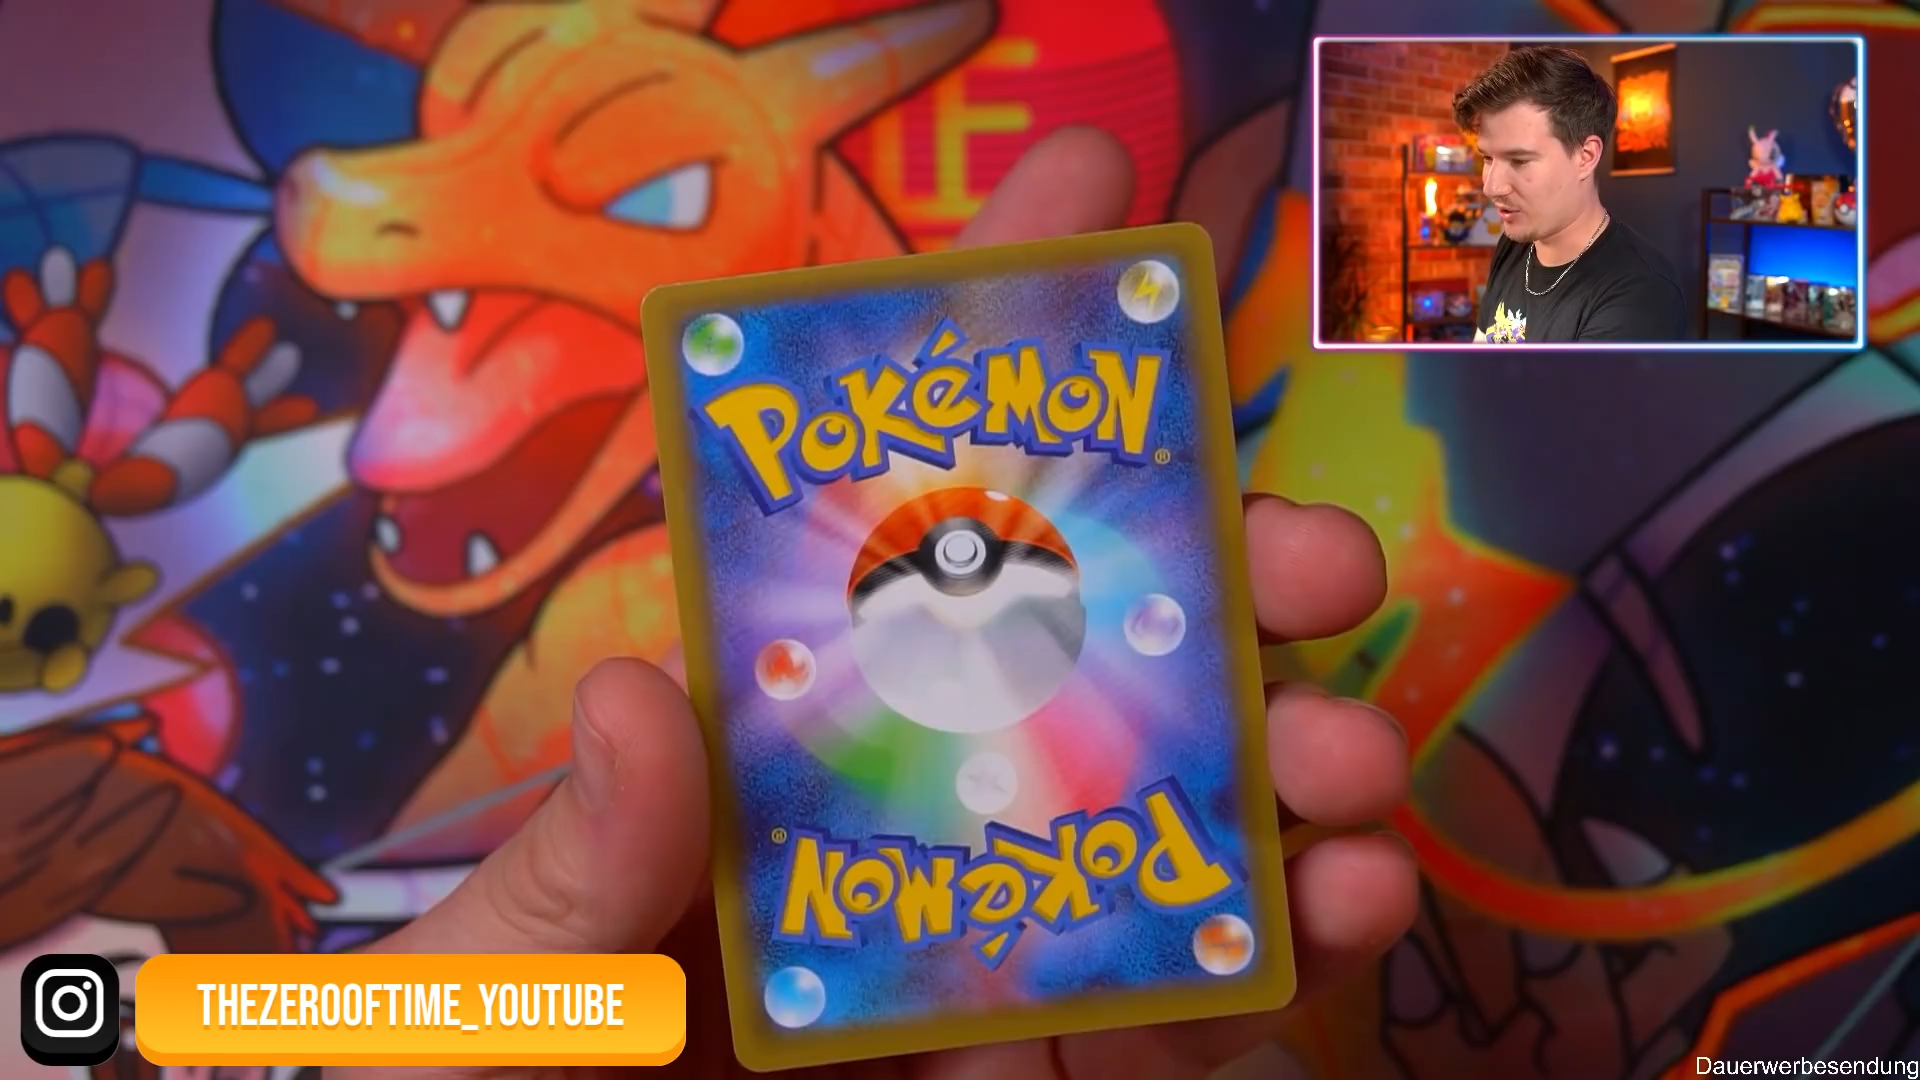 POKéMON
®
®
POKéMON
THEZEROOFTIME_YOUTUBE
Dauerwerbesendung